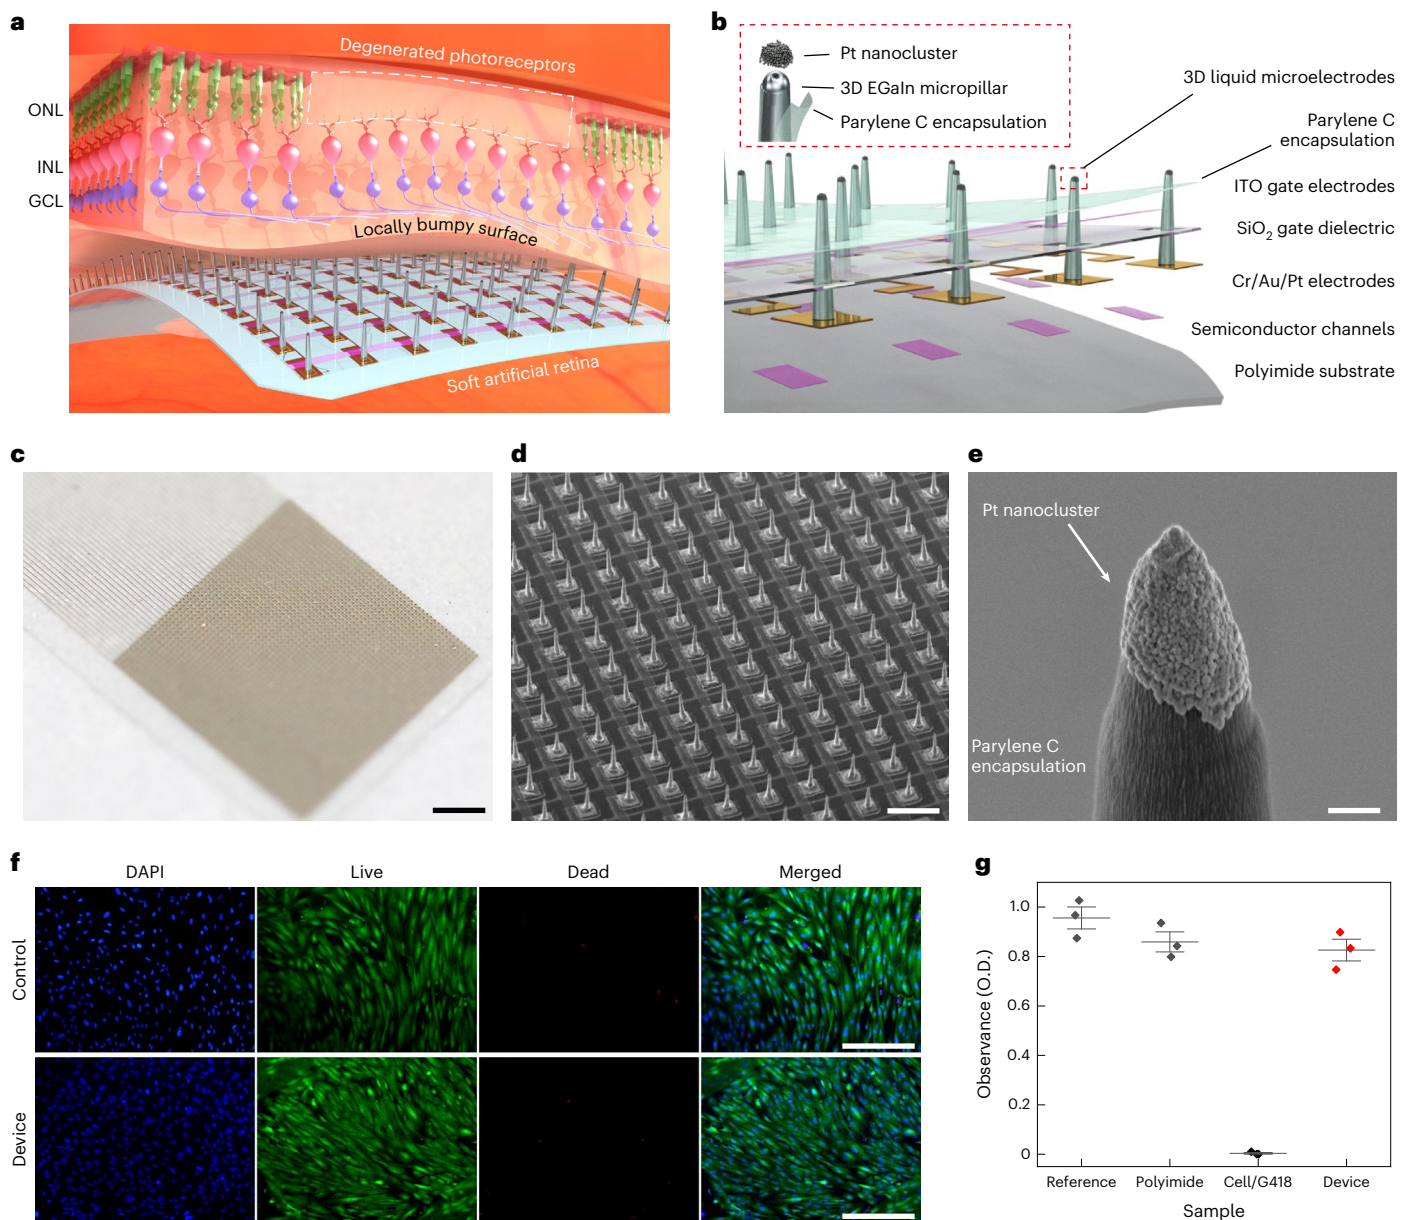 a
Degenerated photoreceptors
ONL
INL
GCL
Locally bumpy surface
Soft artificial retina
b
Pt nanocluster
3D EGaIn micropillar
Parylene C encapsulation
3D liquid microelectrodes
Parylene C
encapsulation
ITO gate electrodes
SiO2 gate dielectric
Cr/Au/Pt electrodes
Semiconductor channels
Polyimide substrate
c
d
e
Pt nanocluster
Parylene C
encapsulation
f
DAPI
Live
Dead
Merged
Control
Device
g
Observance (O.D.)
1.0
0.8
0.6
0.4
0.2
0
Reference
Polyimide
Cell/G418
Device
Sample